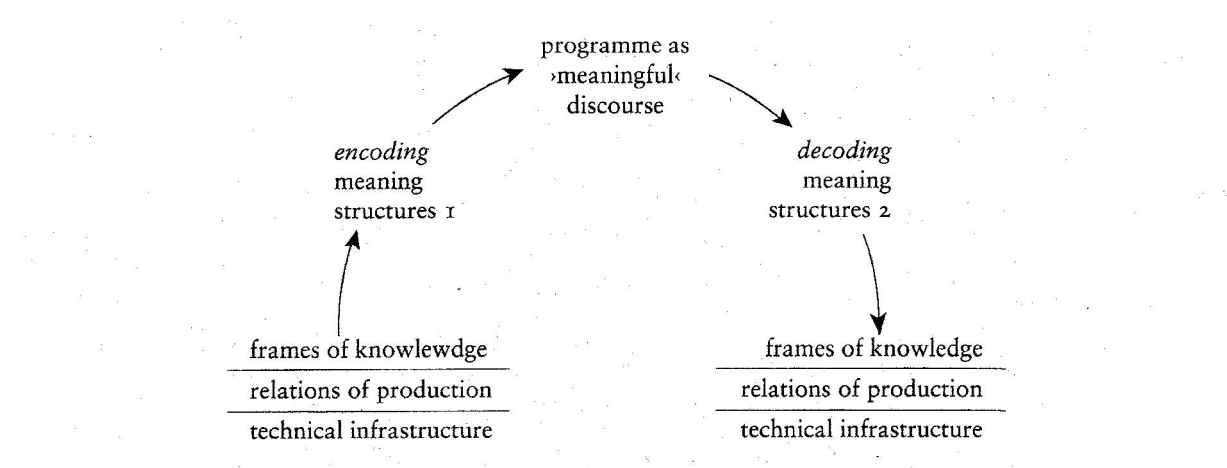 programme as
›meaningful‹
discourse
encoding
meaning
structures 1
decoding
meaning
structures 2
frames of knowlewdge
relations of production
technical infrastructure
frames of knowledge
relations of production
technical infrastructure